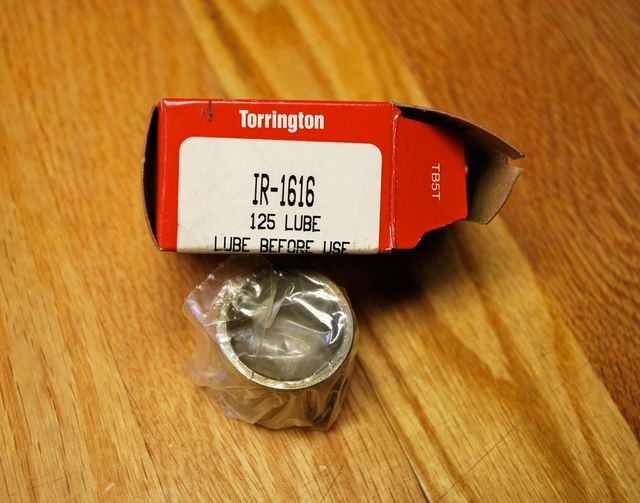 Torrington
IR-1616
125 LUBE
LUBE BEFORE USE
TB5T